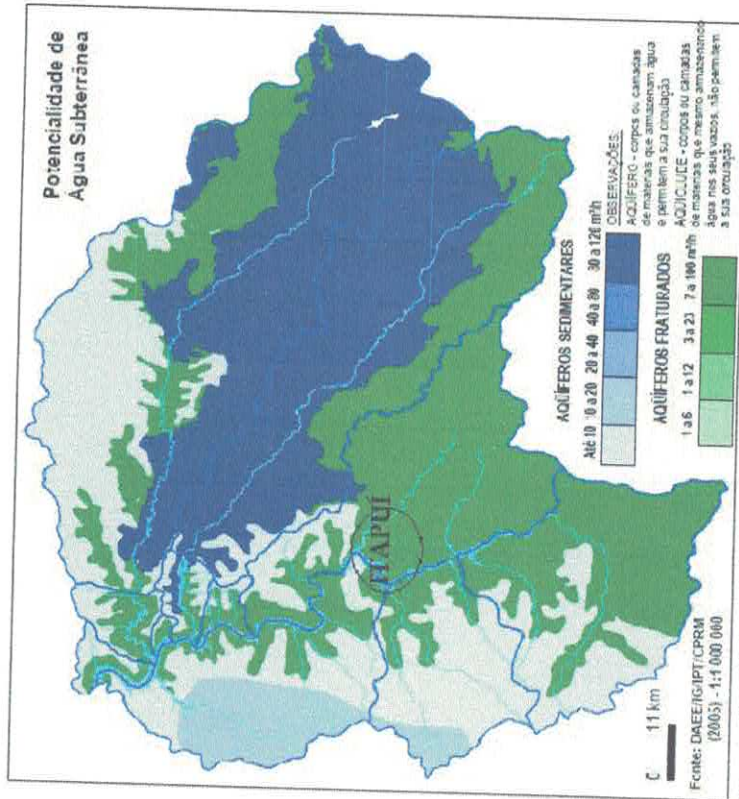 Potencialidade de
Água Subterrânea
ITAPUÍ
AQÜÍFEROS SEDIMENTARES
Até 10 10 a 20 20 a 40 40 a 80 30 a 120 m³/h
AQÜÍFEROS FRATURADOS
1 a 6 1 a 12 3 a 23 7 a 100 m³/h
OBSERVAÇÕES:
AQÜÍFERO - corpos ou camadas
de materiais que armazenam água
e permitem a sua circulação
AQÜICLUDE - corpos ou camadas
de materiais que mesmo armazenando
água nos seus vazios, não permitem
a sua circulação
11 km
Fonte: DAEE/IG/IPT/CPRM
(2005) - 1:1 000 000